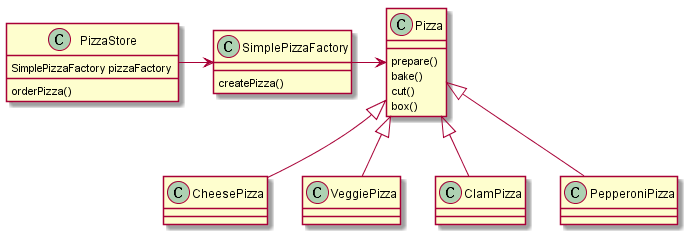 C PizzaStore
SimplePizzaFactory pizzaFactory
orderPizza()
C SimplePizzaFactory
createPizza()
C Pizza
prepare()
bake()
cut()
box()
C CheesePizza
C VeggiePizza
C ClamPizza
C PepperoniPizza